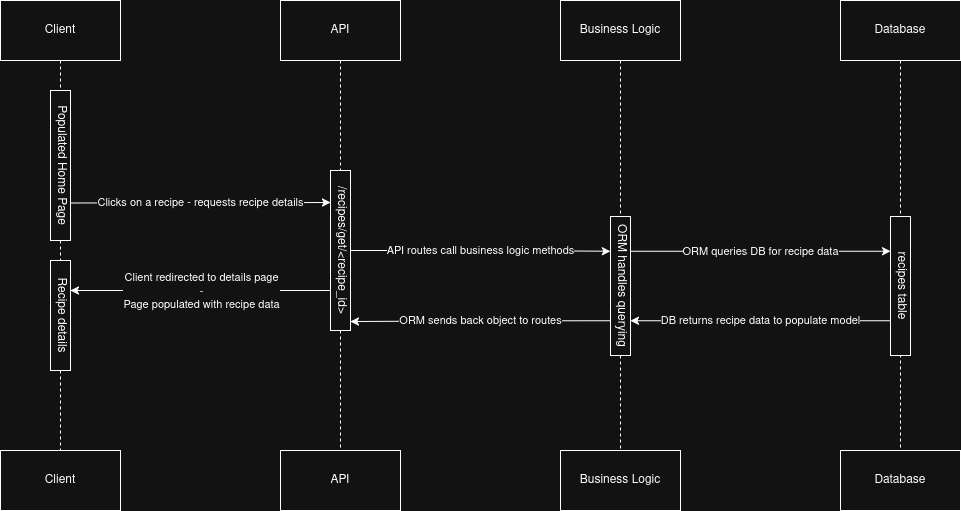 Client
API
Business Logic
Database
Populated Home Page
Clicks on a recipe - requests recipe details
/recipes/get/<recipe_id>
API routes call business logic methods
ORM handles querying
ORM queries DB for recipe data
recipes table
Client redirected to details page
-
Page populated with recipe data
Recipe details
ORM sends back object to routes
DB returns recipe data to populate model
Client
API
Business Logic
Database